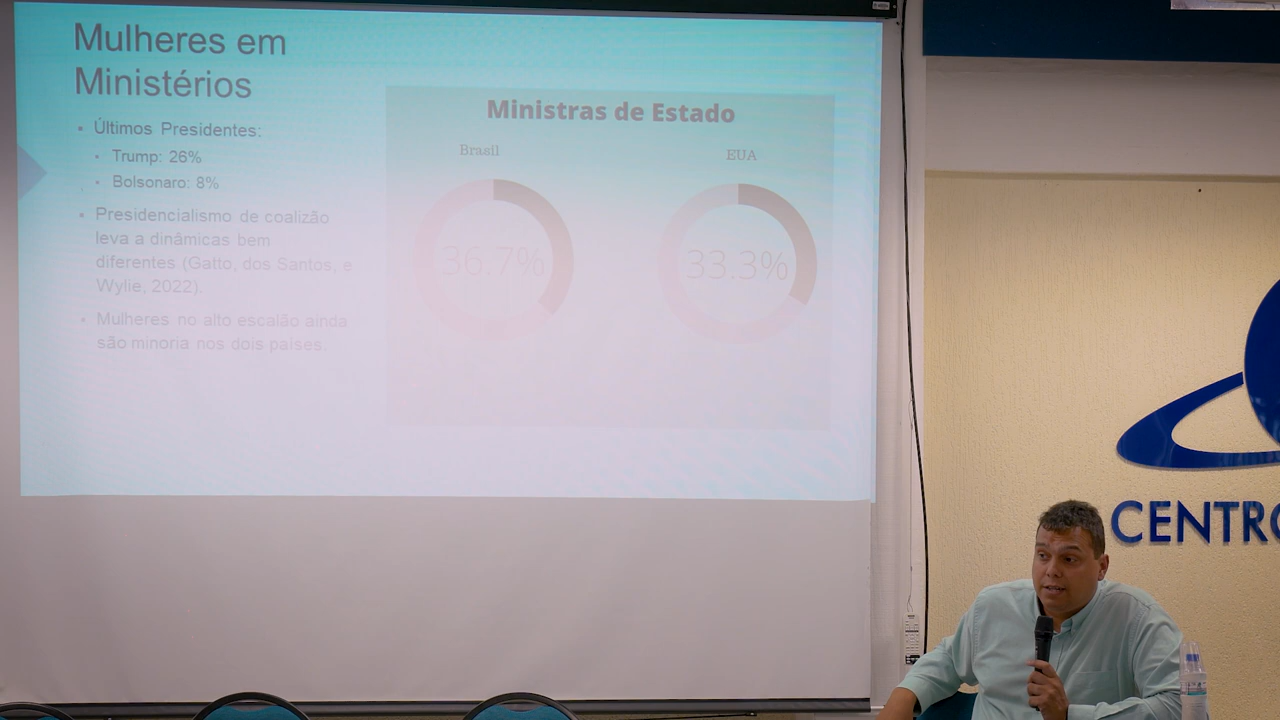 Mulheres em
Ministérios
Últimos Presidentes:
Trump: 26%
Bolsonaro: 8%
Presidencialismo de coalizão
leva a dinâmicas bem
diferentes (Gatto, dos Santos, e
Wylie, 2022).
Mulheres no alto escalão ainda
são minoria nos dois países.
Ministras de Estado
Brasil
EUA
36.7%
33.3%
CENTRO